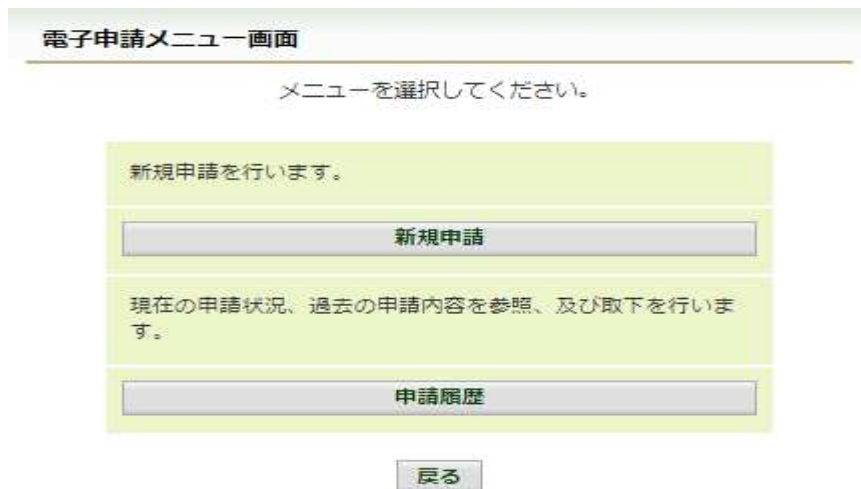 電子申請メニュー画面
メニューを選択してください。
新規申請を行います。
新規申請
現在の申請状況、過去の申請内容を参照、及び取下を行いま
す。
申請履歴
戻る